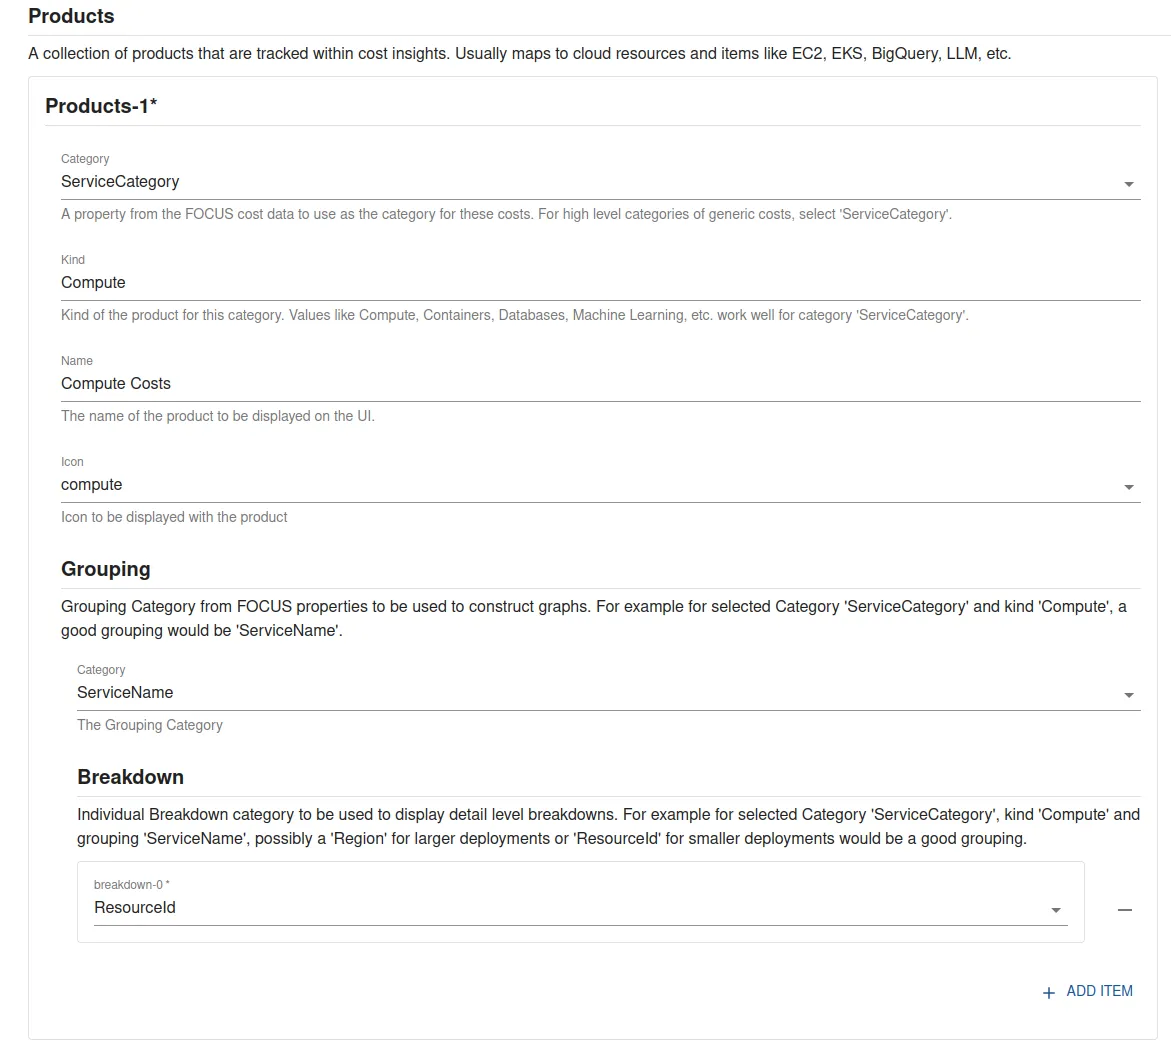 Products
A collection of products that are tracked within cost insights. Usually maps to cloud resources and items like EC2, EKS, BigQuery, LLM, etc.
Products-1*
Category
ServiceCategory
A property from the FOCUS cost data to use as the category for these costs. For high level categories of generic costs, select 'ServiceCategory'.
Kind
Compute
Kind of the product for this category. Values like Compute, Containers, Databases, Machine Learning, etc. work well for category 'ServiceCategory'.
Name
Compute Costs
The name of the product to be displayed on the UI.
Icon
compute
Icon to be displayed with the product
Grouping
Grouping Category from FOCUS properties to be used to construct graphs. For example for selected Category 'ServiceCategory' and kind 'Compute', a
good grouping would be 'ServiceName'.
Category
ServiceName
The Grouping Category
Breakdown
Individual Breakdown category to be used to display detail level breakdowns. For example for selected Category 'ServiceCategory', kind 'Compute' and
grouping 'ServiceName', possibly a 'Region' for larger deployments or 'ResourceId' for smaller deployments would be a good grouping.
breakdown-0 *
ResourceId
+ ADD ITEM